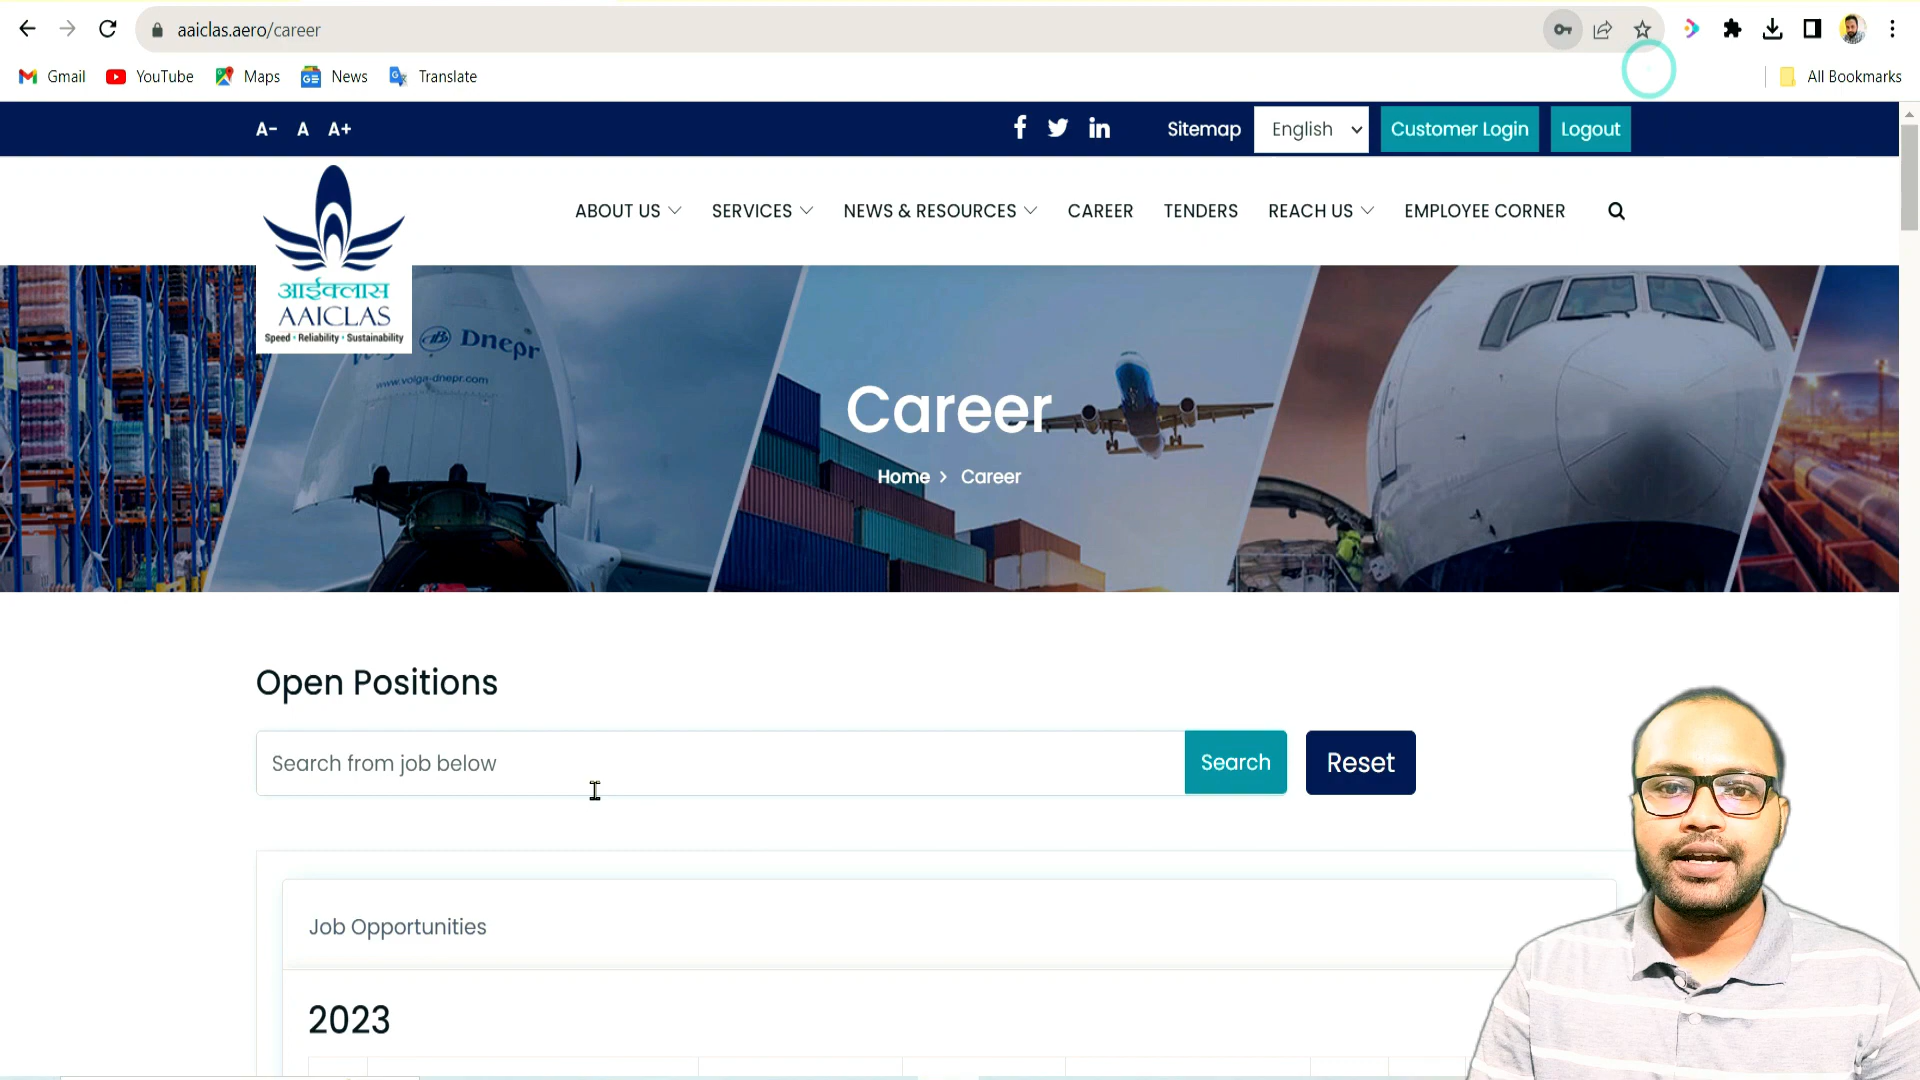 aaiclas.aero/career
Gmail YouTube Maps News Translate All Bookmarks
A- A A+ Sitemap English Customer Login Logout
ABOUT US SERVICES NEWS & RESOURCES CAREER TENDERS REACH US EMPLOYEE CORNER
आईक्लास
AAICLAS
Speed • Reliability • Sustainability
Dnepr
www.volga-dnepr.com
Career
Home > Career
Open Positions
Search from job below Search Reset
Job Opportunities
2023